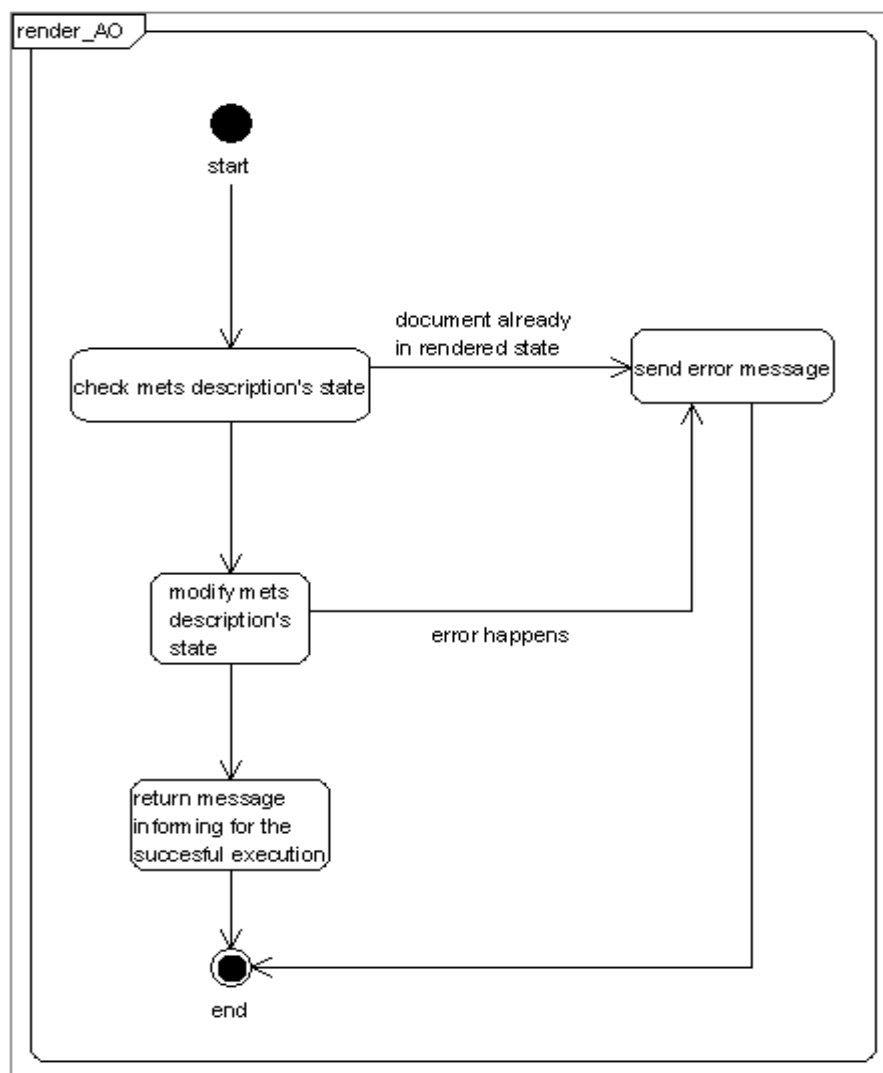 render_AO
start
document already
in rendered state
check mets description's state
send error message
modify mets
description's
state
error happens
return message
informing for the
succesful execution
end